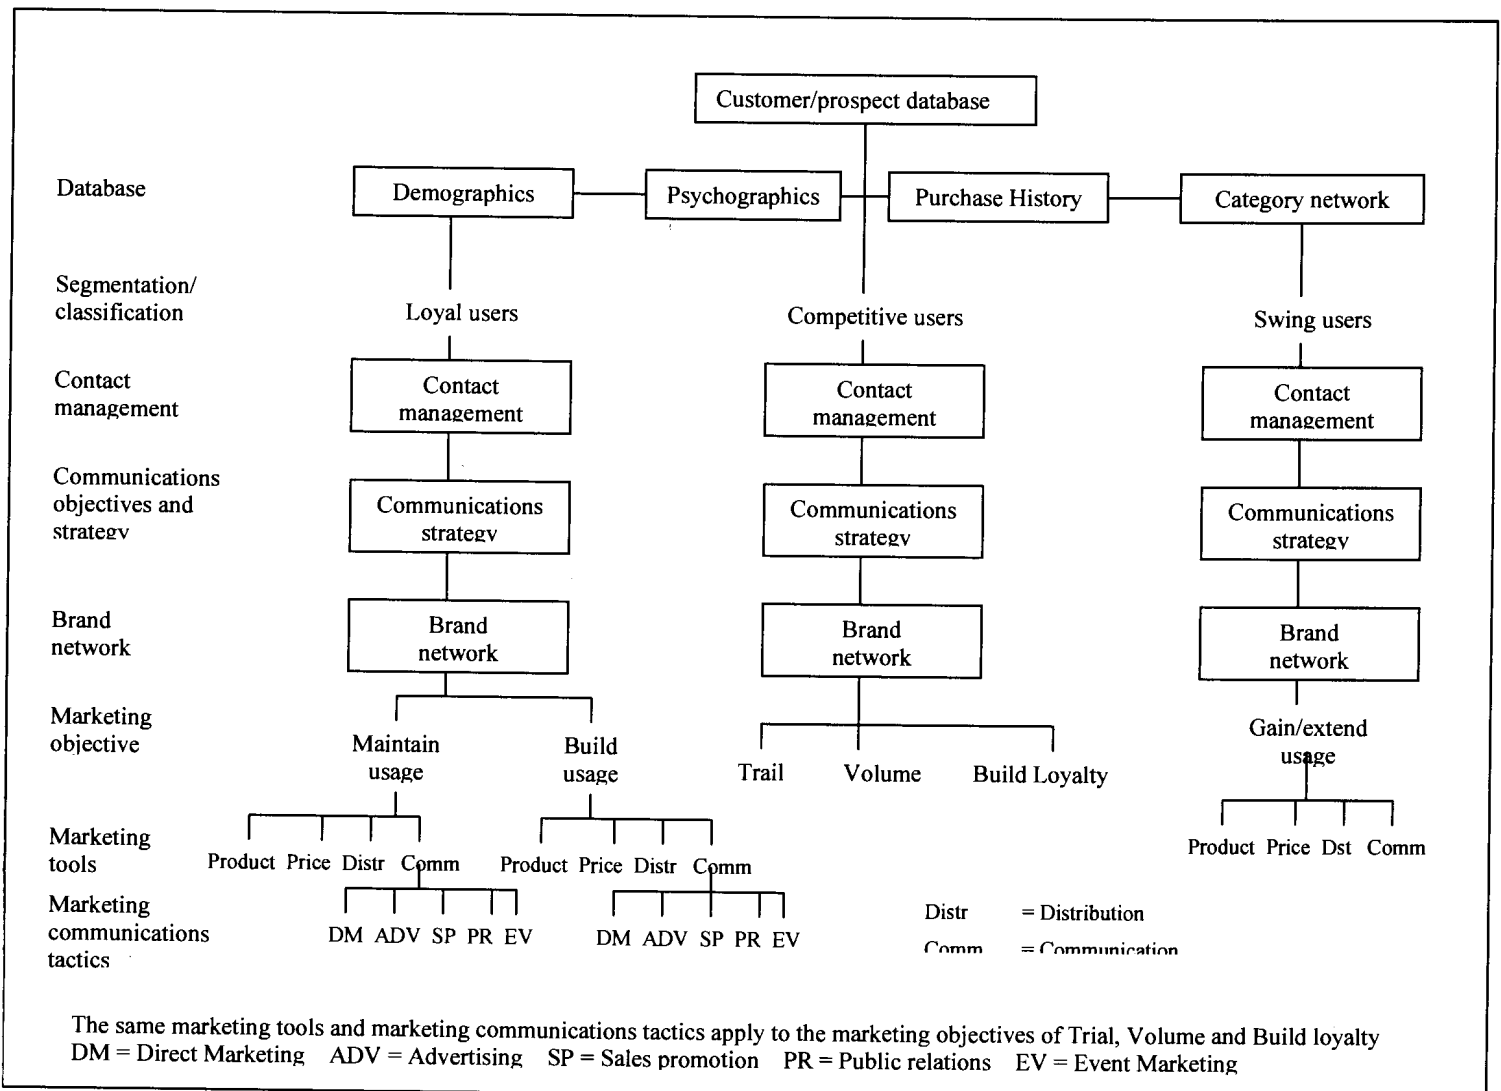 Customer/prospect database
Database
Demographics
Psychographics
Purchase History
Category network
Segmentation/
classification
Loyal users
Competitive users
Swing users
Contact
management
Contact
management
Contact
management
Contact
management
Communications
objectives and
strategy
Communications
strategy
Communications
strategy
Communications
strategy
Brand
network
Brand
network
Brand
network
Brand
network
Marketing
objective
Maintain
usage
Build
usage
Trail
Volume
Build Loyalty
Gain/extend
usage
Marketing
tools
Product Price Distr Comm
Product Price Distr Comm
Product Price Dst Comm
Marketing
communications
tactics
DM ADV SP PR EV
DM ADV SP PR EV
Distr = Distribution
Comm = Communication
The same marketing tools and marketing communications tactics apply to the marketing objectives of Trial, Volume and Build loyalty
DM = Direct Marketing ADV = Advertising SP = Sales promotion PR = Public relations EV = Event Marketing